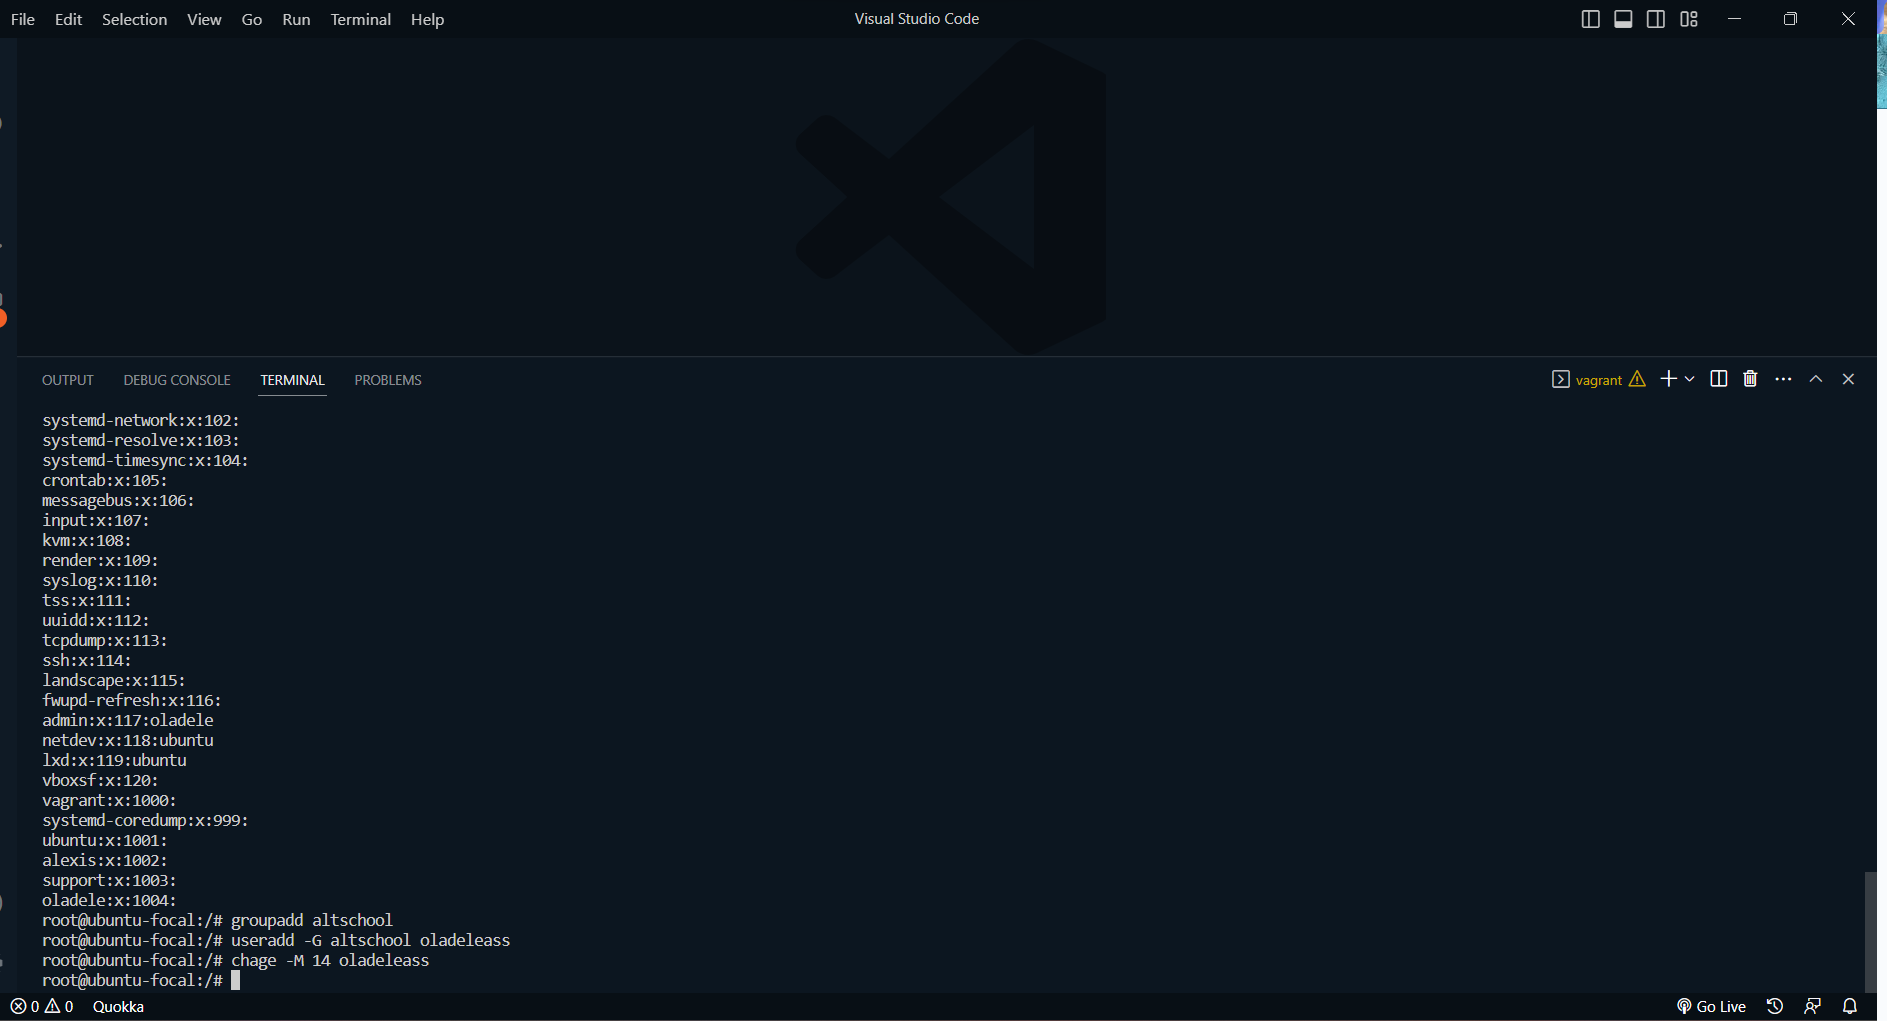 File Edit Selection View Go Run Terminal Help
Visual Studio Code
OUTPUT DEBUG CONSOLE TERMINAL PROBLEMS
vagrant
systemd-network:x:102:
systemd-resolve:x:103:
systemd-timesync:x:104:
crontab:x:105:
messagebus:x:106:
input:x:107:
kvm:x:108:
render:x:109:
syslog:x:110:
tss:x:111:
uuidd:x:112:
tcpdump:x:113:
ssh:x:114:
landscape:x:115:
fwupd-refresh:x:116:
admin:x:117:oladele
netdev:x:118:ubuntu
lxd:x:119:ubuntu
vboxsf:x:120:
vagrant:x:1000:
systemd-coredump:x:999:
ubuntu:x:1001:
alexis:x:1002:
support:x:1003:
oladele:x:1004:
root@ubuntu-focal:/# groupadd altschool
root@ubuntu-focal:/# useradd -G altschool oladeleass
root@ubuntu-focal:/# chage -M 14 oladeleass
root@ubuntu-focal:/#
0 0 Quokka
Go Live